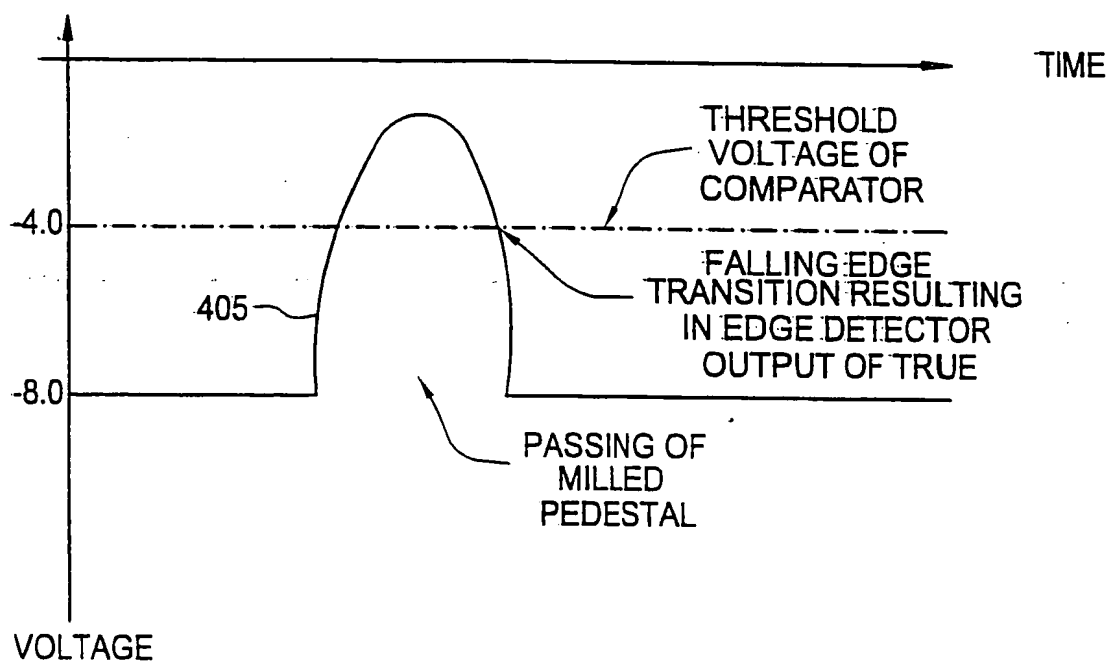 TIME
THRESHOLD
VOLTAGE OF
COMPARATOR
-4.0
FALLING EDGE
TRANSITION RESULTING
IN EDGE DETECTOR
OUTPUT OF TRUE
405
-8.0
PASSING OF
MILLED
PEDESTAL
VOLTAGE